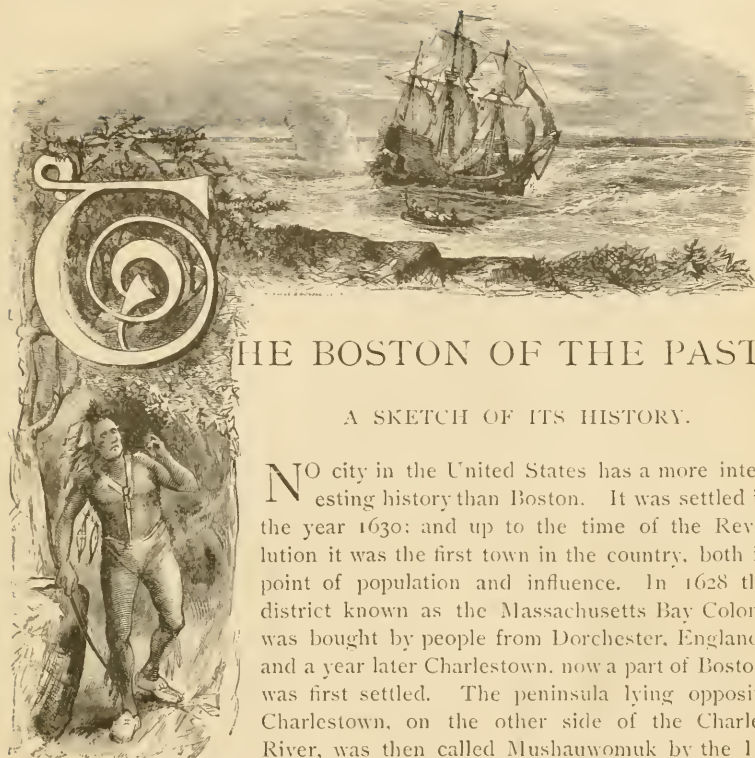 THE BOSTON OF THE PAST
A SKETCH OF ITS HISTORY.
NO city in the United States has a more inter
esting history than Boston. It was settled i
the year 1630; and up to the time of the Rev
lution it was the first town in the country, both i
point of population and influence. In 1628 th
district known as the Massachusetts Bay Colon
was bought by people from Dorchester, England
and a year later Charlestown, now a part of Bosto
was first settled. The peninsula lying opposi
Charlestown, on the other side of the Charle
River, was then called Mushauwomuk by the I